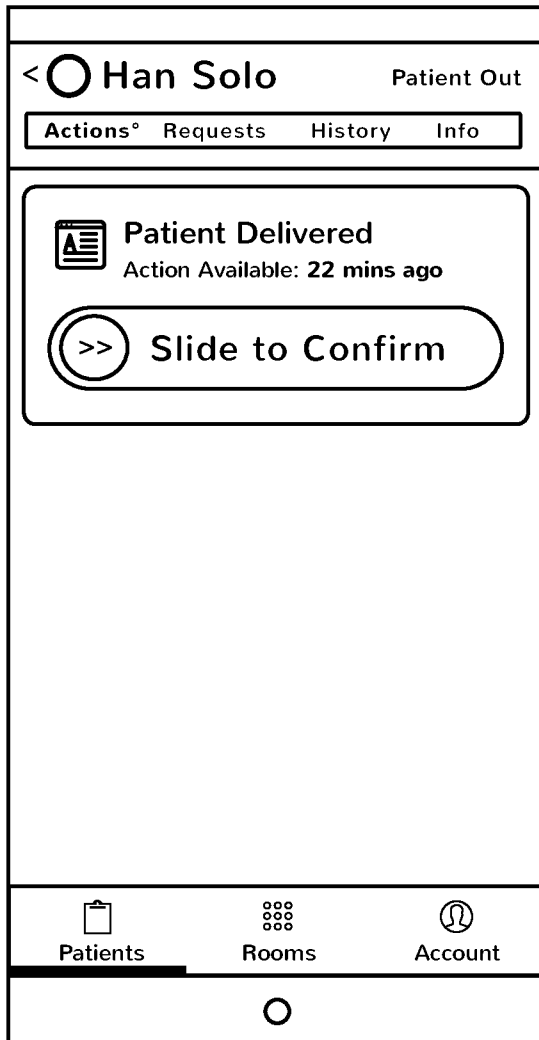 < Han Solo Patient Out
Actions° Requests History Info
A
Patient Delivered
Action Available: 22 mins ago
>> Slide to Confirm
Patients Rooms Account